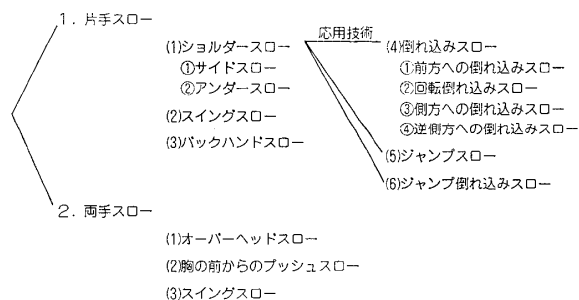 1. 片手スロー
(1)ショルダースロー
①サイドスロー
②アンダースロー
(2)スイングスロー
(3)バックハンドスロー
応用技術
(4)倒れ込みスロー
①前方への倒れ込みスロー
②回転倒れ込みスロー
③側方への倒れ込みスロー
④逆側方への倒れ込みスロー
(5)ジャンプスロー
(6)ジャンプ倒れ込みスロー
2. 両手スロー
(1)オーバーヘッドスロー
(2)胸の前からのプッシュスロー
(3)スイングスロー